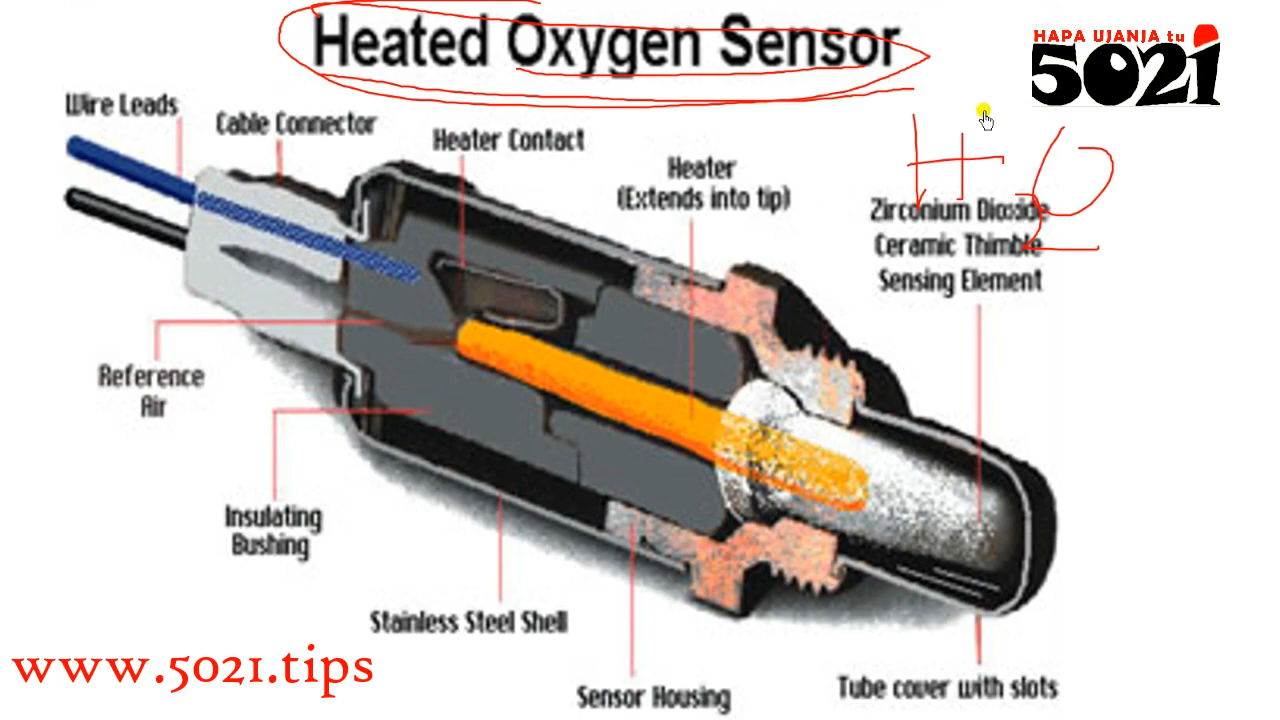 Heated Oxygen Sensor
HAPA UJANJA tu
5021
Wire Leads
Cable Connector
Heater Contact
Heater
(Extends into tip)
H2O
Zirconium Dioxide
Ceramic Thimble
Sensing Element
Reference
Air
Insulating
Bushing
Stainless Steel Shell
Sensor Housing
Tube cover with slots
www.5021.tips